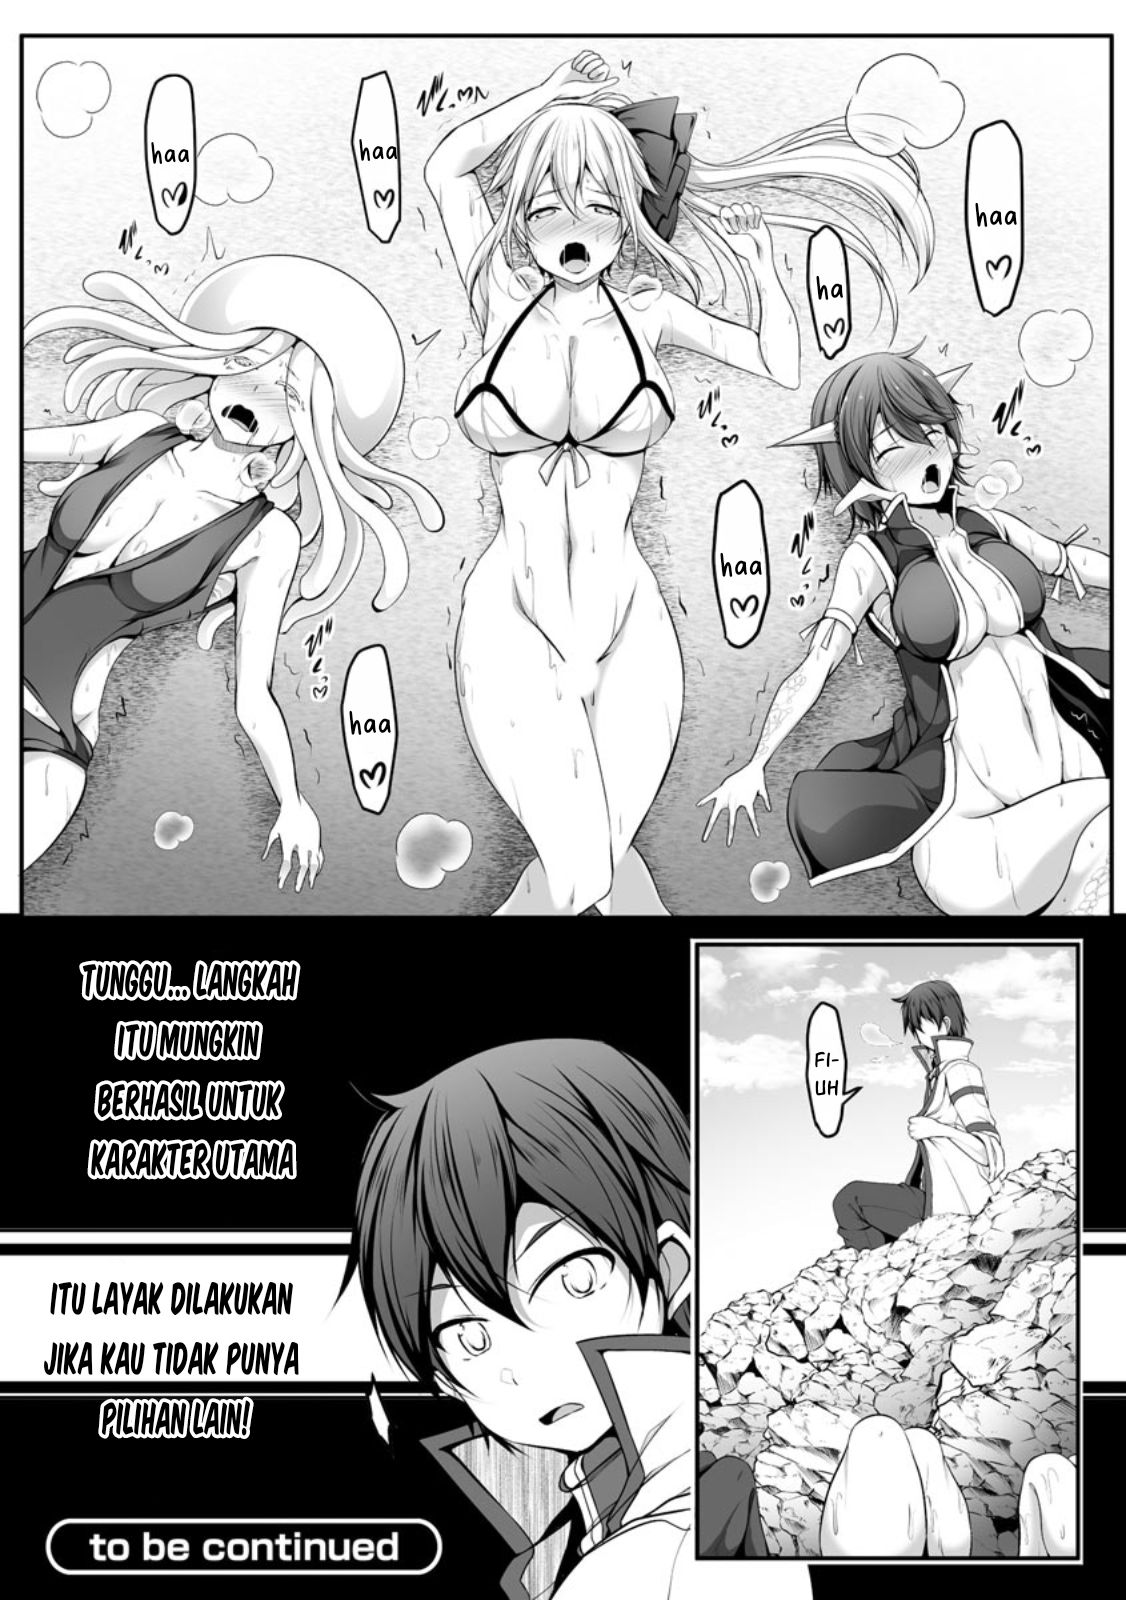 haa
haa
haa
ha
haa
haa
TUNGGU... LANGKAH
ITU MUNGKIN
BERHASIL UNTUK
KARAKTER UTAMA
FI-
UH
ITU LAYAK DILAKUKAN
JIKA KAU TIDAK PUNYA
PILIHAN LAIN!
to be continued